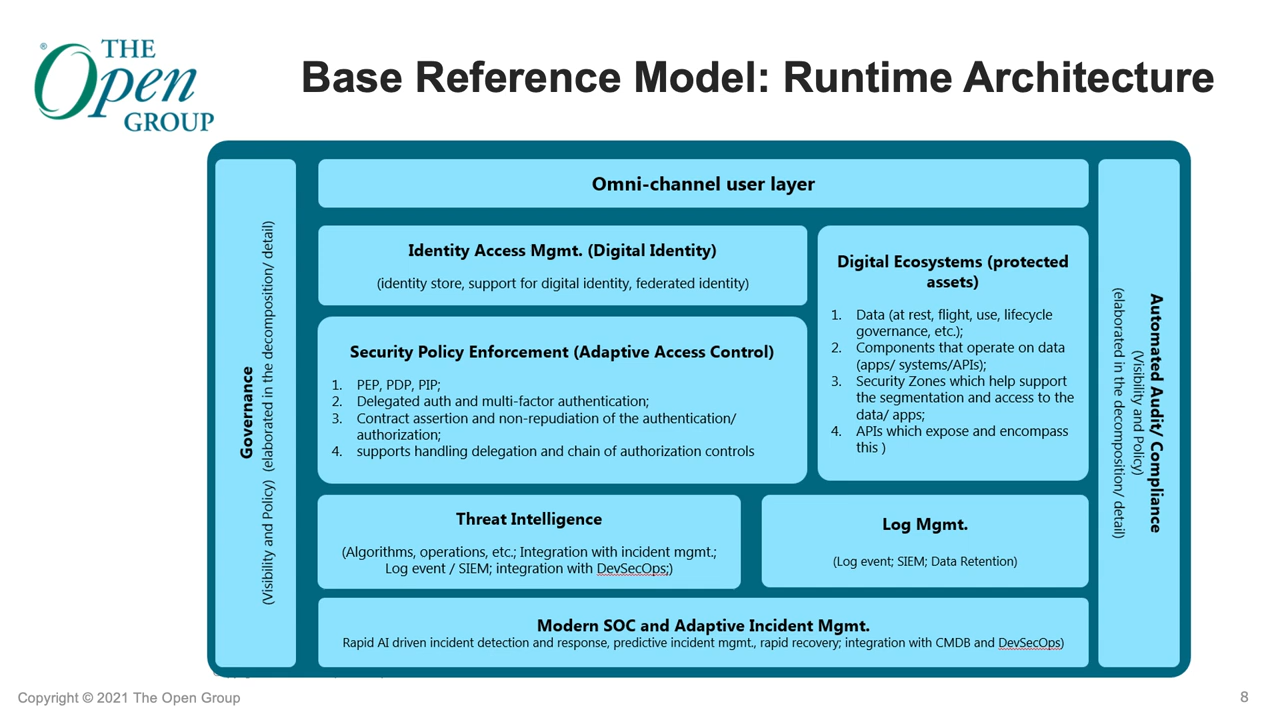 ® THE
Open
GROUP
Base Reference Model: Runtime Architecture
Governance
(Visibility and Policy) (elaborated in the decomposition/ detail)
Omni-channel user layer
Identity Access Mgmt. (Digital Identity)
(identity store, support for digital identity, federated identity)
Security Policy Enforcement (Adaptive Access Control)
1. PEP, PDP, PIP;
2. Delegated auth and multi-factor authentication;
3. Contract assertion and non-repudiation of the authentication/
authorization;
4. supports handling delegation and chain of authorization controls
Digital Ecosystems (protected
assets)
1. Data (at rest, flight, use, lifecycle
governance, etc.);
2. Components that operate on data
(apps/ systems/APIs);
3. Security Zones which help support
the segmentation and access to the
data/ apps;
4. APIs which expose and encompass
this )
Threat Intelligence
(Algorithms, operations, etc.; Integration with incident mgmt.;
Log event / SIEM; integration with DevSecOps;)
Log Mgmt.
(Log event; SIEM; Data Retention)
Modern SOC and Adaptive Incident Mgmt.
Rapid AI driven incident detection and response, predictive incident mgmt., rapid recovery; integration with CMDB and DevSecOps)
Automated Audit/ Compliance
(Visibility and Policy)
(elaborated in the decomposition/ detail)
Copyright © 2021 The Open Group
8